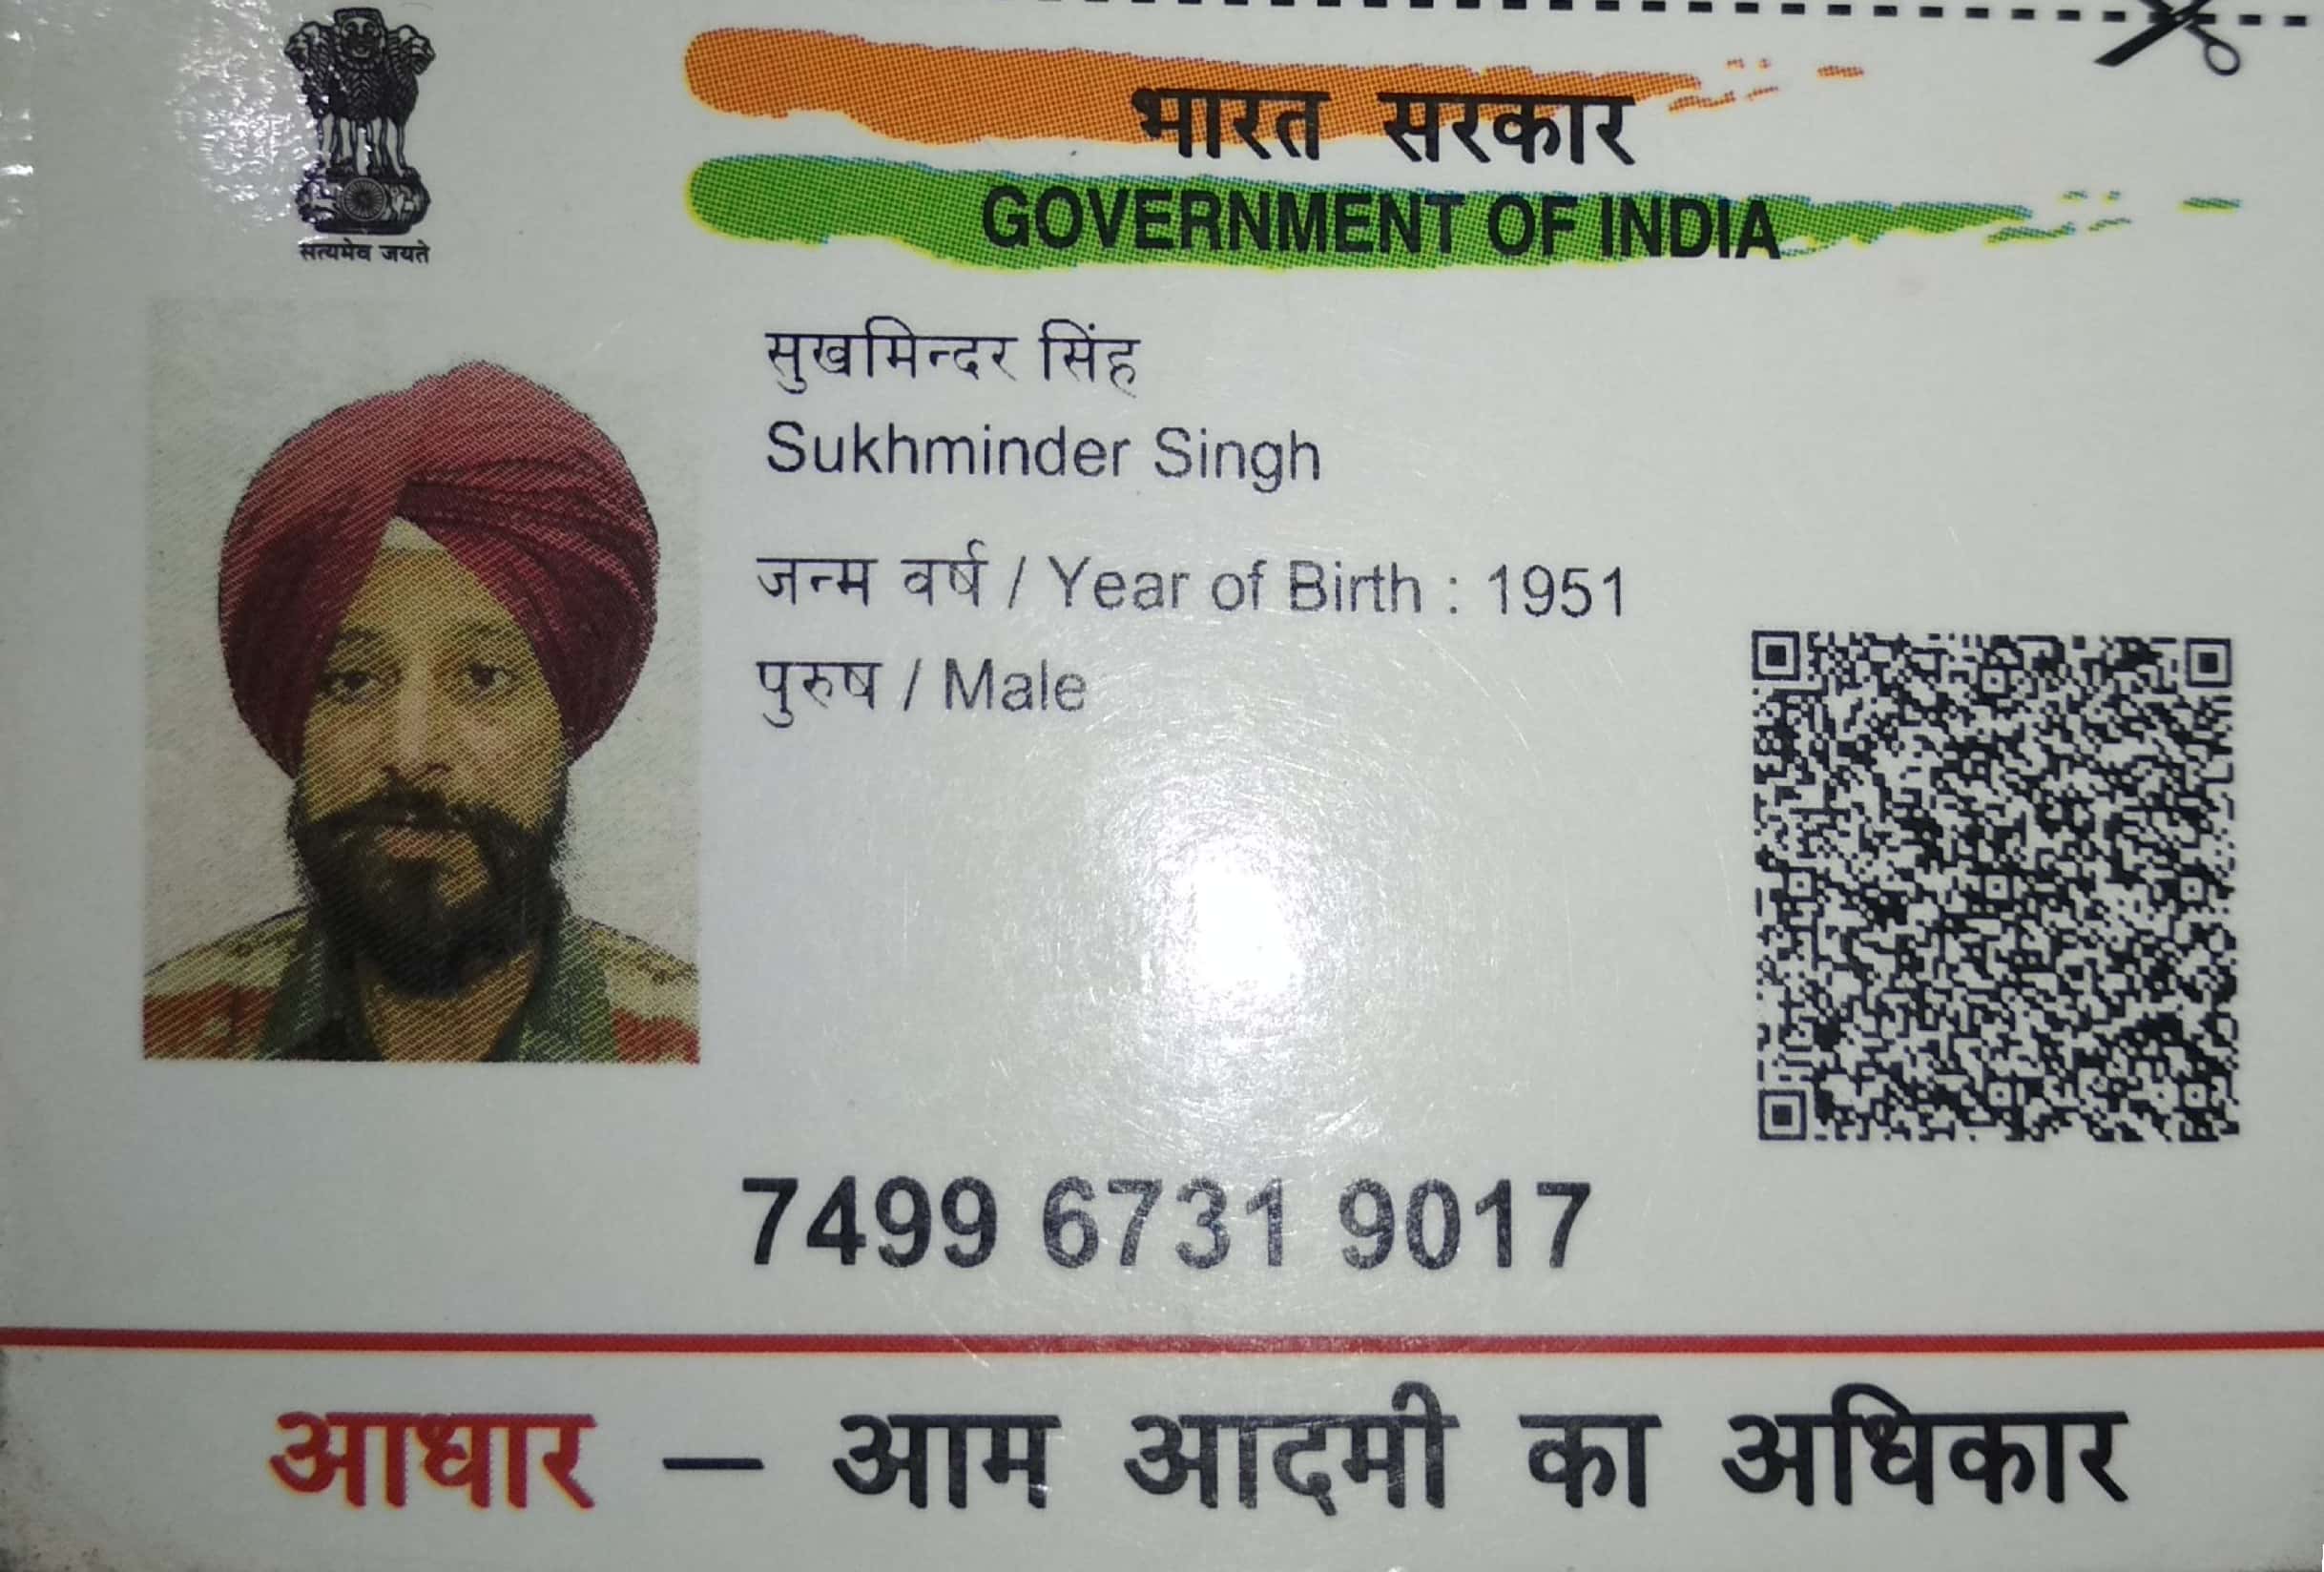 सत्यमेव जयते
भारत सरकार
GOVERNMENT OF INDIA
सुखमिन्दर सिंह
Sukhminder Singh
जन्म वर्ष / Year of Birth : 1951
पुरुष / Male
7499 6731 9017
आधार — आम आदमी का अधिकार